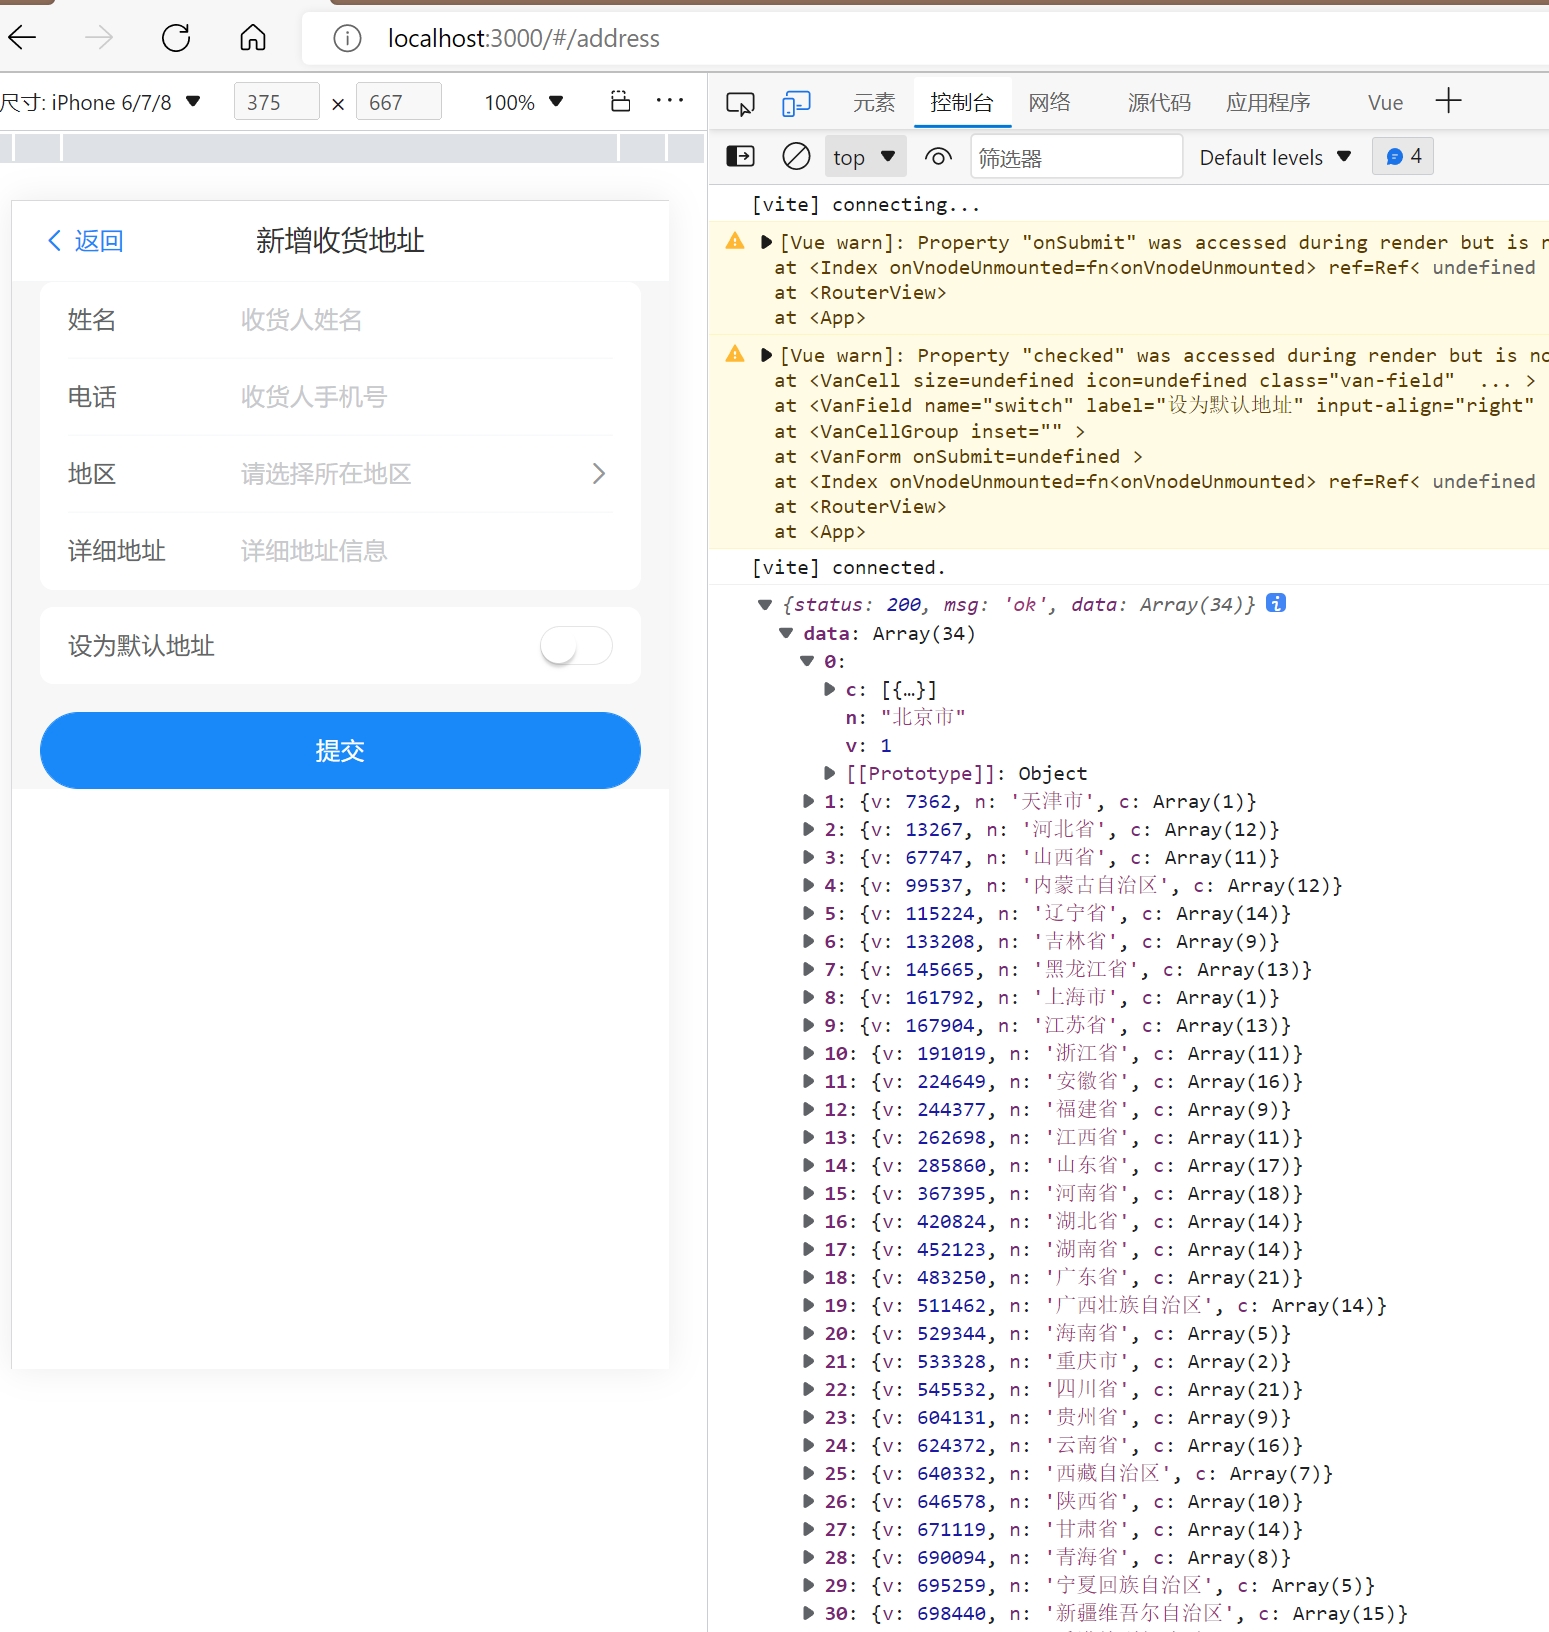 localhost:3000/#/address
尺寸: iPhone 6/7/8 375 × 667 100%
元素 控制台 网络 源代码 应用程序 Vue
top 筛选器 Default levels 4
返回 新增收货地址
姓名 收货人姓名
电话 收货人手机号
地区 请选择所在地区
详细地址 详细地址信息
设为默认地址
提交
[vite] connecting...
[Vue warn]: Property "onSubmit" was accessed during render but is
at <Index onVnodeUnmounted=fn<onVnodeUnmounted> ref=Ref< undefined
at <RouterView>
at <App>
[Vue warn]: Property "checked" was accessed during render but is
at <VanCell size=undefined icon=undefined class="van-field" ... >
at <VanField name="switch" label="设为默认地址" input-align="right"
at <VanCellGroup inset="" >
at <VanForm onSubmit=undefined >
at <Index onVnodeUnmounted=fn<onVnodeUnmounted> ref=Ref< undefined
at <RouterView>
at <App>
[vite] connected.
{status: 200, msg: 'ok', data: Array(34)}
data: Array(34)
0:
c: [{…}]
n: "北京市"
v: 1
[[Prototype]]: Object
1: {v: 7362, n: '天津市', c: Array(1)}
2: {v: 13267, n: '河北省', c: Array(12)}
3: {v: 67747, n: '山西省', c: Array(11)}
4: {v: 99537, n: '内蒙古自治区', c: Array(12)}
5: {v: 115224, n: '辽宁省', c: Array(14)}
6: {v: 133208, n: '吉林省', c: Array(9)}
7: {v: 145665, n: '黑龙江省', c: Array(13)}
8: {v: 161792, n: '上海市', c: Array(1)}
9: {v: 167904, n: '江苏省', c: Array(13)}
10: {v: 191019, n: '浙江省', c: Array(11)}
11: {v: 224649, n: '安徽省', c: Array(16)}
12: {v: 244377, n: '福建省', c: Array(9)}
13: {v: 262698, n: '江西省', c: Array(11)}
14: {v: 285860, n: '山东省', c: Array(17)}
15: {v: 367395, n: '河南省', c: Array(18)}
16: {v: 420824, n: '湖北省', c: Array(14)}
17: {v: 452123, n: '湖南省', c: Array(14)}
18: {v: 483250, n: '广东省', c: Array(21)}
19: {v: 511462, n: '广西壮族自治区', c: Array(14)}
20: {v: 529344, n: '海南省', c: Array(5)}
21: {v: 533328, n: '重庆市', c: Array(2)}
22: {v: 545532, n: '四川省', c: Array(21)}
23: {v: 604131, n: '贵州省', c: Array(9)}
24: {v: 624372, n: '云南省', c: Array(16)}
25: {v: 640332, n: '西藏自治区', c: Array(7)}
26: {v: 646578, n: '陕西省', c: Array(10)}
27: {v: 671119, n: '甘肃省', c: Array(14)}
28: {v: 690094, n: '青海省', c: Array(8)}
29: {v: 695259, n: '宁夏回族自治区', c: Array(5)}
30: {v: 698440, n: '新疆维吾尔自治区', c: Array(15)}